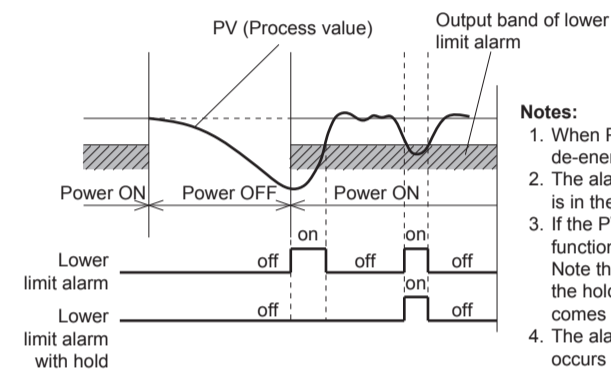 PV (Process value)
Output band of lower
limit alarm
Power ON
Power OFF
Power ON
on
on
Lower
limit alarm
off
off
off
on
Lower
limit alarm
with hold
off
off
Notes:
1. When
de-ener
2. The ala
is in the
3. If the P
function
Note th
the hold
comes
4. The ala
occurs